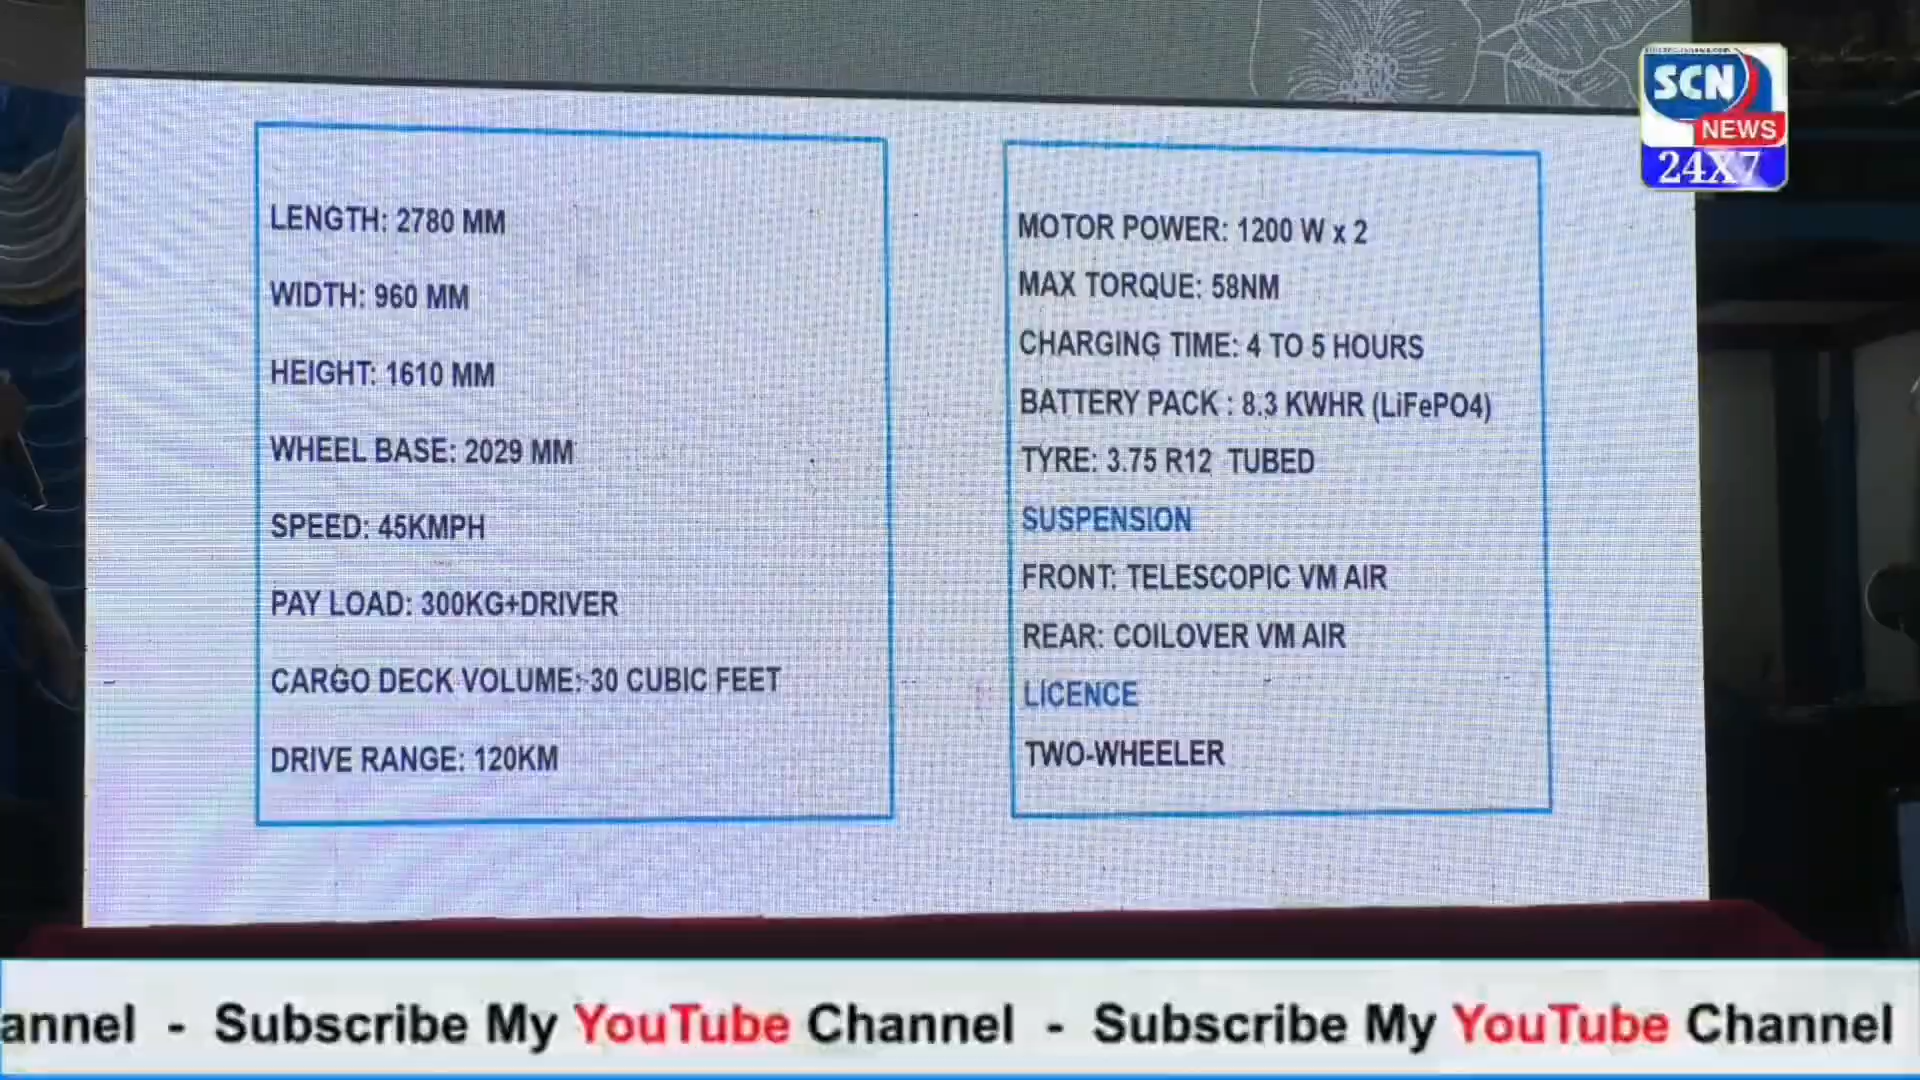 LENGTH: 2780 MM
WIDTH: 960 MM
HEIGHT: 1610 MM
WHEEL BASE: 2029 MM
SPEED: 45KMPH
PAY LOAD: 300KG+DRIVER
CARGO DECK VOLUME: 30 CUBIC FEET
DRIVE RANGE: 120KM
MOTOR POWER: 1200 W x 2
MAX TORQUE: 58NM
CHARGING TIME: 4 TO 5 HOURS
BATTERY PACK : 8.3 KWHR (LiFePO4)
TYRE: 3.75 R12 TUBED
SUSPENSION
FRONT: TELESCOPIC VM AIR
REAR: COILOVER VM AIR
LICENCE
TWO-WHEELER
SCN
NEWS
24X7
annel - Subscribe My YouTube Channel - Subscribe My YouTube Channel